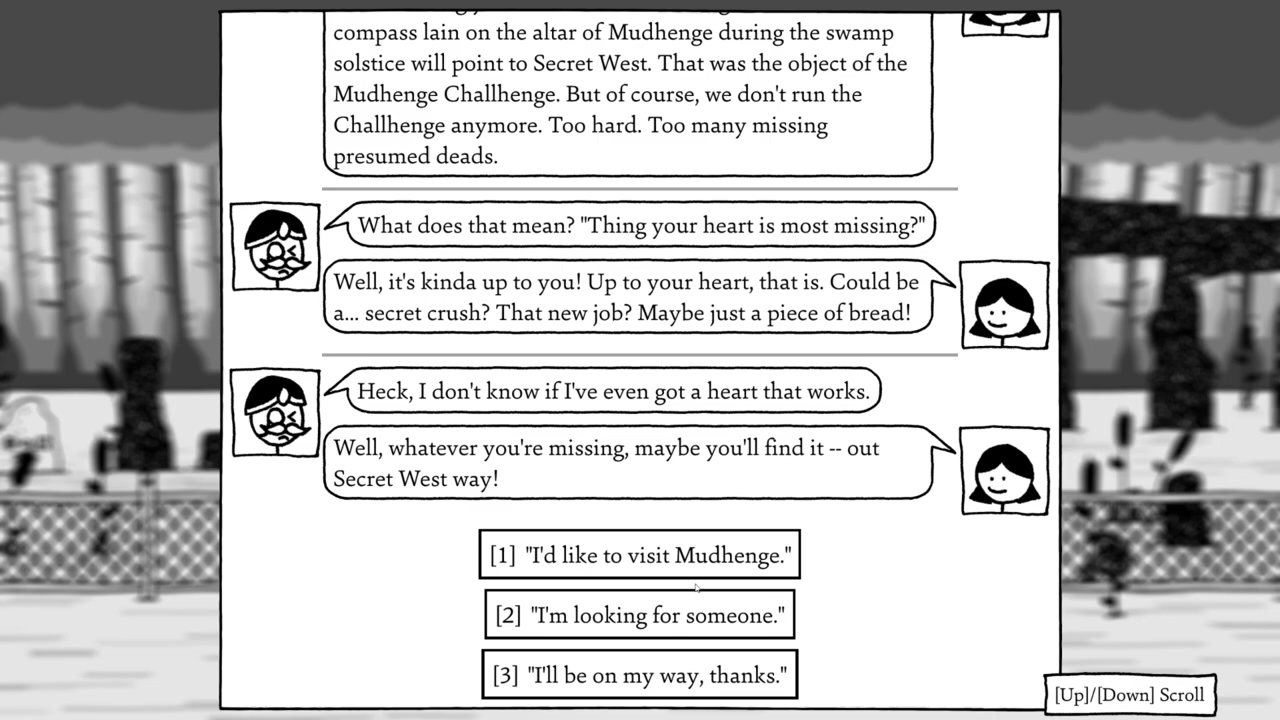 compass lain on the altar of Mudhenge during the swamp
solstice will point to Secret West. That was the object of the
Mudhenge Challhenge. But of course, we don't run the
Challhenge anymore. Too hard. Too many missing
presumed deads.
What does that mean? "Thing your heart is most missing?"
Well, it's kinda up to you! Up to your heart, that is. Could be
a... secret crush? That new job? Maybe just a piece of bread!
Heck, I don't know if I've even got a heart that works.
Well, whatever you're missing, maybe you'll find it -- out
Secret West way!
[1] "I'd like to visit Mudhenge."
[2] "I'm looking for someone."
[3] "I'll be on my way, thanks."
[Up]/[Down] Scroll